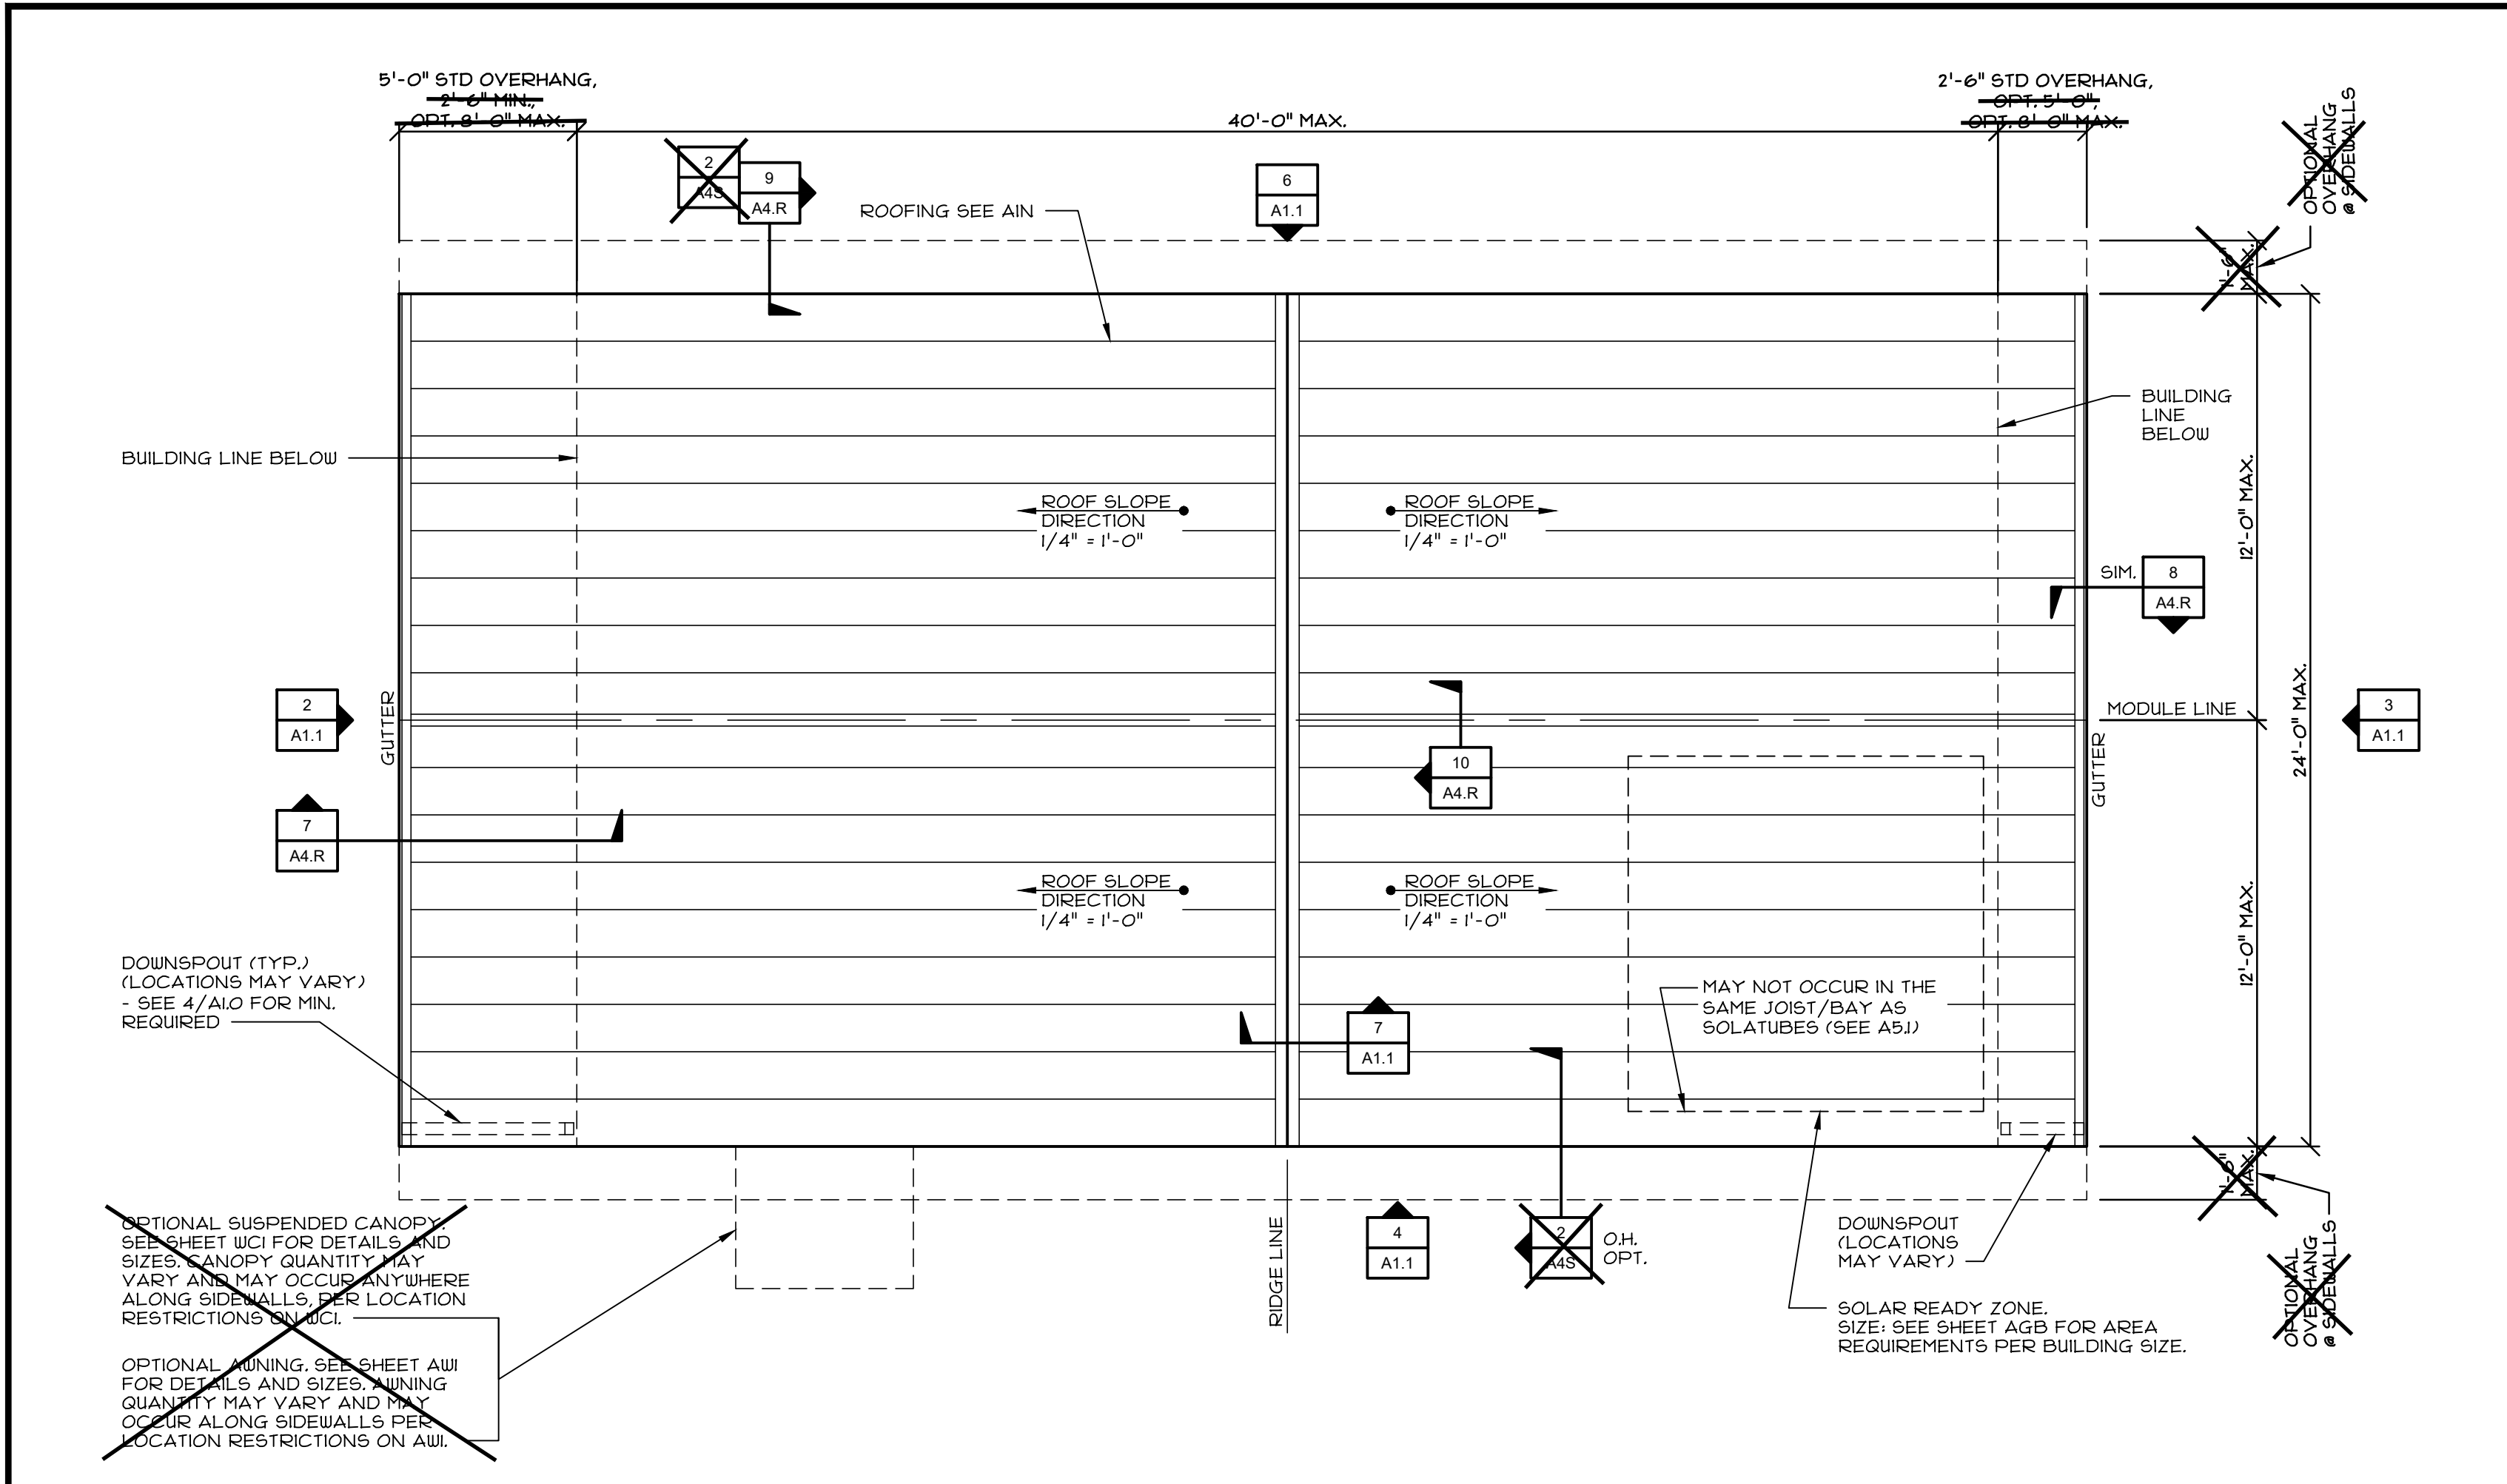 5'-0" STD OVERHANG,
2'-6" MIN.,
OPT. 8'-0" MAX.
40'-0" MAX.
2'-6" STD OVERHANG,
OPT. 5'-0",
OPT. 8'-0" MAX.
OPTIONAL
OVERHANG
@ SIDEWALLS
2
A4S
9
A4.R
ROOFING SEE AIN
6
A1.1
1'-6"
MAX.
BUILDING LINE BELOW
BUILDING
LINE
BELOW
ROOF SLOPE
DIRECTION
1/4" = 1'-0"
ROOF SLOPE
DIRECTION
1/4" = 1'-0"
12'-0" MAX.
SIM.
8
A4.R
2
A1.1
GUTTER
MODULE LINE
24'-0" MAX.
3
A1.1
10
A4.R
GUTTER
7
A4.R
ROOF SLOPE
DIRECTION
1/4" = 1'-0"
ROOF SLOPE
DIRECTION
1/4" = 1'-0"
12'-0" MAX.
DOWNSPOUT (TYP.)
(LOCATIONS MAY VARY)
- SEE 4/A1.0 FOR MIN.
REQUIRED
MAY NOT OCCUR IN THE
SAME JOIST/BAY AS
SOLATUBES (SEE A5.1)
7
A1.1
1'-6"
MAX.
OPTIONAL SUSPENDED CANOPY.
SEE SHEET WC1 FOR DETAILS AND
SIZES. CANOPY QUANTITY MAY
VARY AND MAY OCCUR ANYWHERE
ALONG SIDEWALLS, PER LOCATION
RESTRICTIONS ON WC1.
OPTIONAL AWNING. SEE SHEET AW1
FOR DETAILS AND SIZES. AWNING
QUANTITY MAY VARY AND MAY
OCCUR ALONG SIDEWALLS PER
LOCATION RESTRICTIONS ON AW1.
RIDGE LINE
4
A1.1
2
A4S
O.H.
OPT.
DOWNSPOUT
(LOCATIONS
MAY VARY)
SOLAR READY ZONE.
SIZE: SEE SHEET AGB FOR AREA
REQUIREMENTS PER BUILDING SIZE.
OPTIONAL
OVERHANG
@ SIDEWALLS